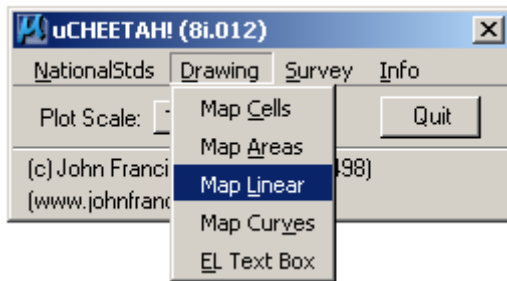 uCHEETAH! (8i.012)
NationalStds Drawing Survey Info
Plot Scale:
Map Cells
Quit
Map Areas
(c) John Franci 498)
Map Linear
(www.johnfranc
Map Curves
EL Text Box